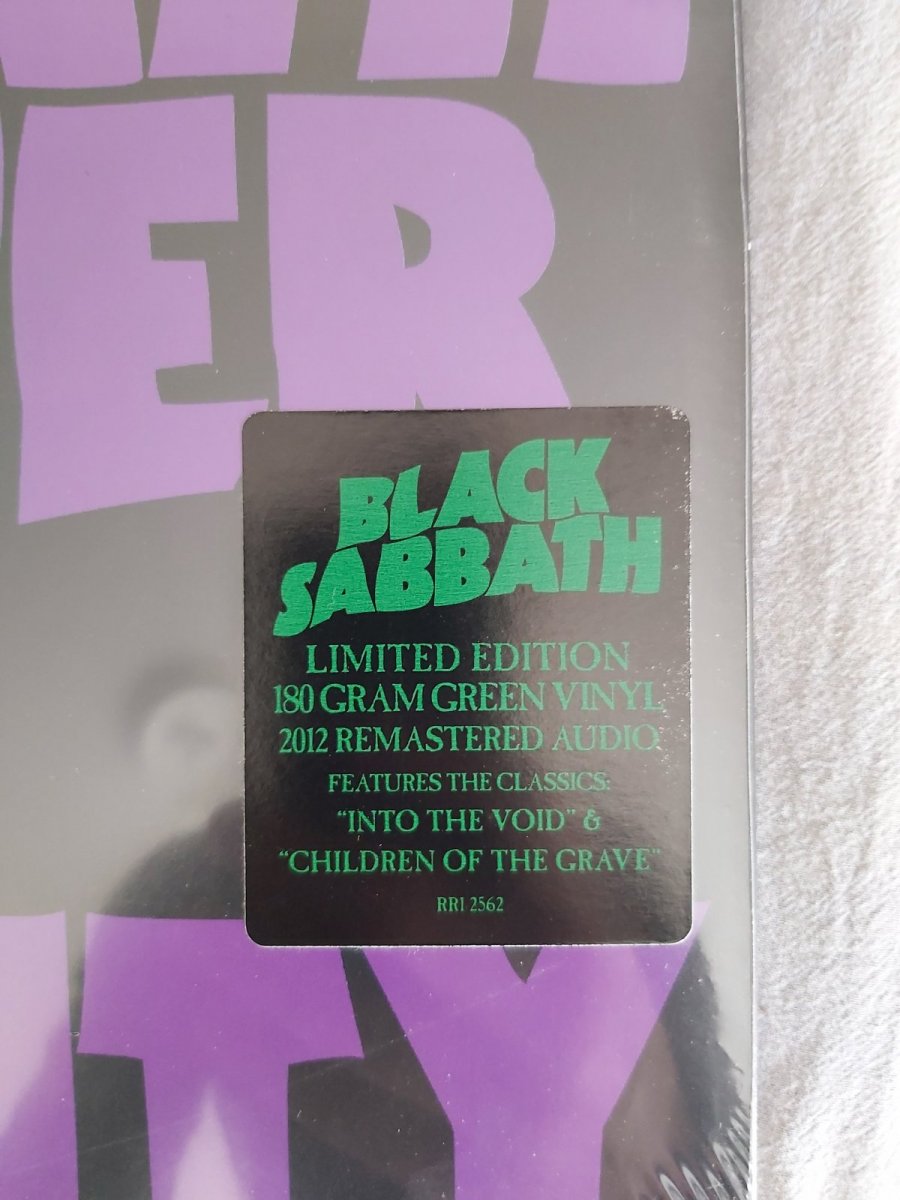 ER
BLACK
SABBATH
LIMITED EDITION
180 GRAM GREEN VINYL,
2012 REMASTERED AUDIO.
FEATURES THE CLASSICS:
"INTO THE VOID" &
"CHILDREN OF THE GRAVE"
RR1 2562
TY